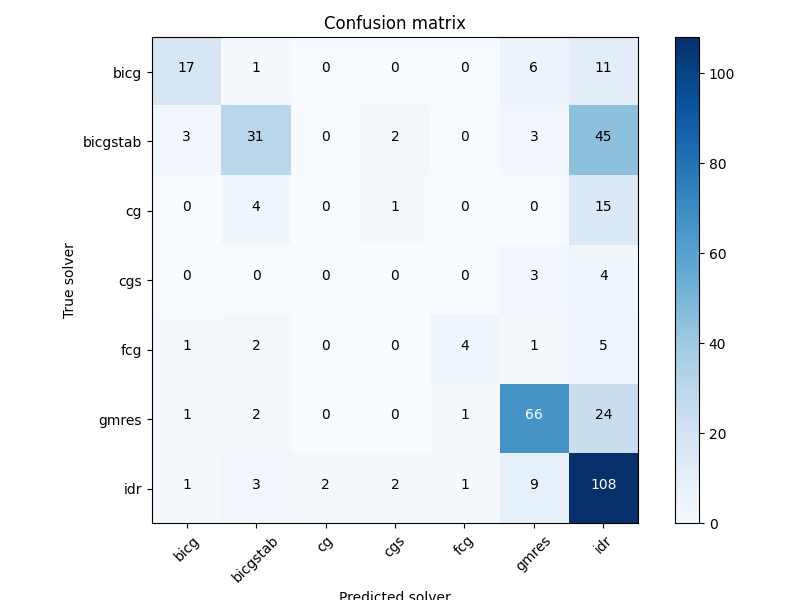 Confusion matrix
bicg 17 1 0 0 0 6 11
bicgstab 3 31 0 2 0 3 45
cg 0 4 0 1 0 0 15
cgs 0 0 0 0 0 3 4
fcg 1 2 0 0 4 1 5
gmres 1 2 0 0 1 66 24
idr 1 3 2 2 1 9 108
True solver
bicg bicgstab cg cgs fcg gmres idr
Predicted solver
100
80
60
40
20
0